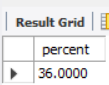 Result Grid
percent
36.0000